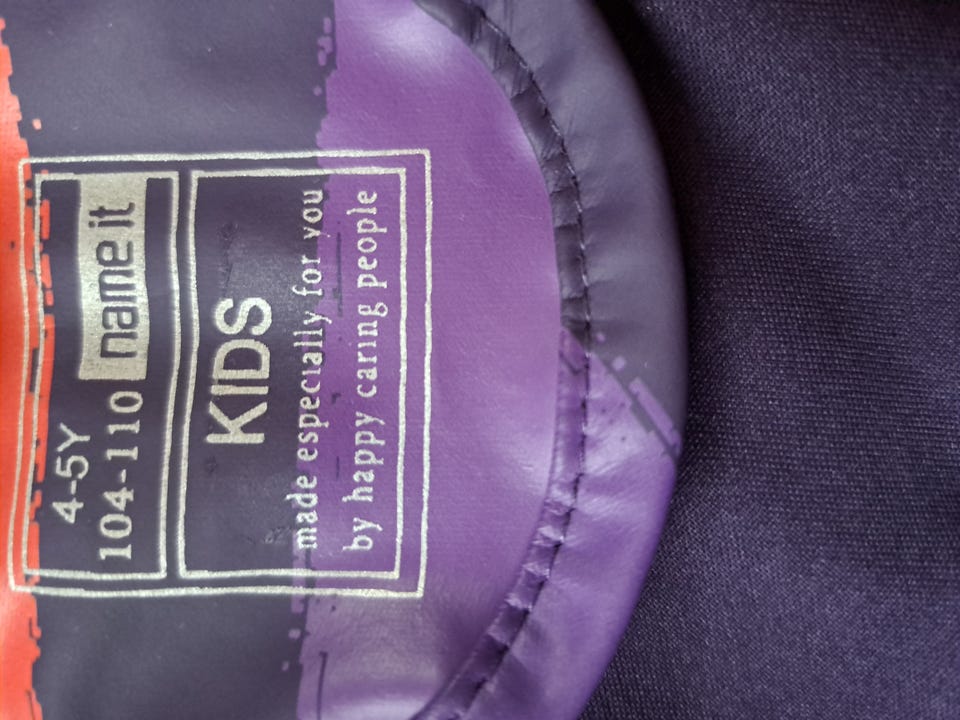 4-5Y
104-110 name it
KIDS
made especially for you
by happy caring people